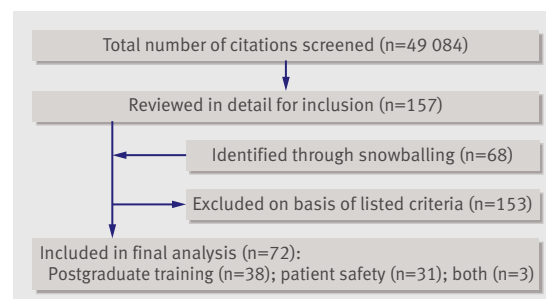 Total number of citations screened (n=49 084)
Reviewed in detail for inclusion (n=157)
Identified through snowballing (n=68)
Excluded on basis of listed criteria (n=153)
Included in final analysis (n=72):
Postgraduate training (n=38); patient safety (n=31); both (n=3)